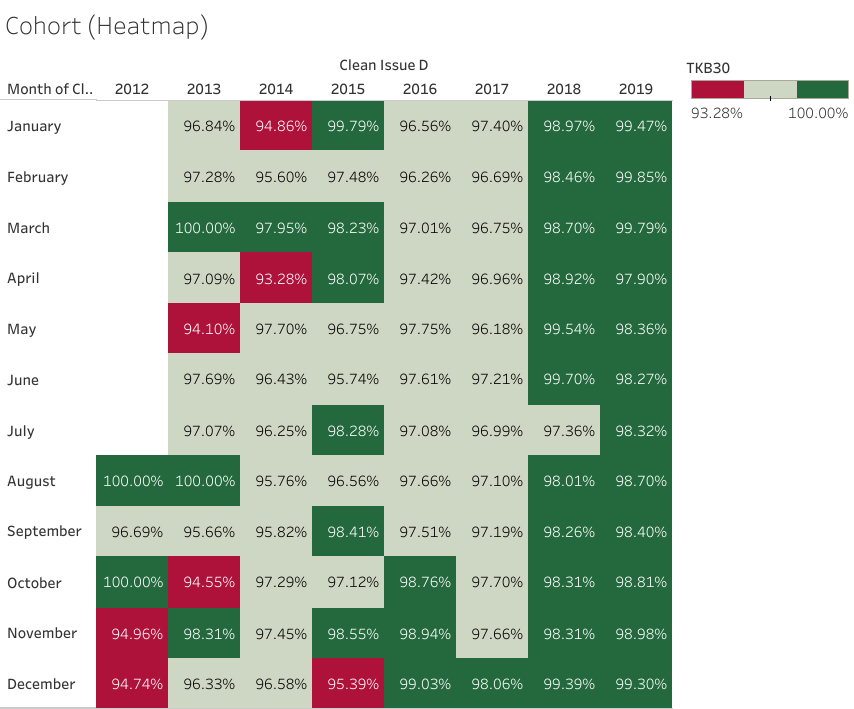 Cohort (Heatmap)
Clean Issue D
TKB30
Month of Cl.. 2012 2013 2014 2015 2016 2017 2018 2019
93.28% 100.00%
January 96.84% 94.86% 99.79% 96.56% 97.40% 98.97% 99.47%
February 97.28% 95.60% 97.48% 96.26% 96.69% 98.46% 99.85%
March 100.00% 97.95% 98.23% 97.01% 96.75% 98.70% 99.79%
April 97.09% 93.28% 98.07% 97.42% 96.96% 98.92% 97.90%
May 94.10% 97.70% 96.75% 97.75% 96.18% 99.54% 98.36%
June 97.69% 96.43% 95.74% 97.61% 97.21% 99.70% 98.27%
July 97.07% 96.25% 98.28% 97.08% 96.99% 97.36% 98.32%
August 100.00% 100.00% 95.76% 96.56% 97.66% 97.10% 98.01% 98.70%
September 96.69% 95.66% 95.82% 98.41% 97.51% 97.19% 98.26% 98.40%
October 100.00% 94.55% 97.29% 97.12% 98.76% 97.70% 98.31% 98.81%
November 94.96% 98.31% 97.45% 98.55% 98.94% 97.66% 98.31% 98.98%
December 94.74% 96.33% 96.58% 95.39% 99.03% 98.06% 99.39% 99.30%